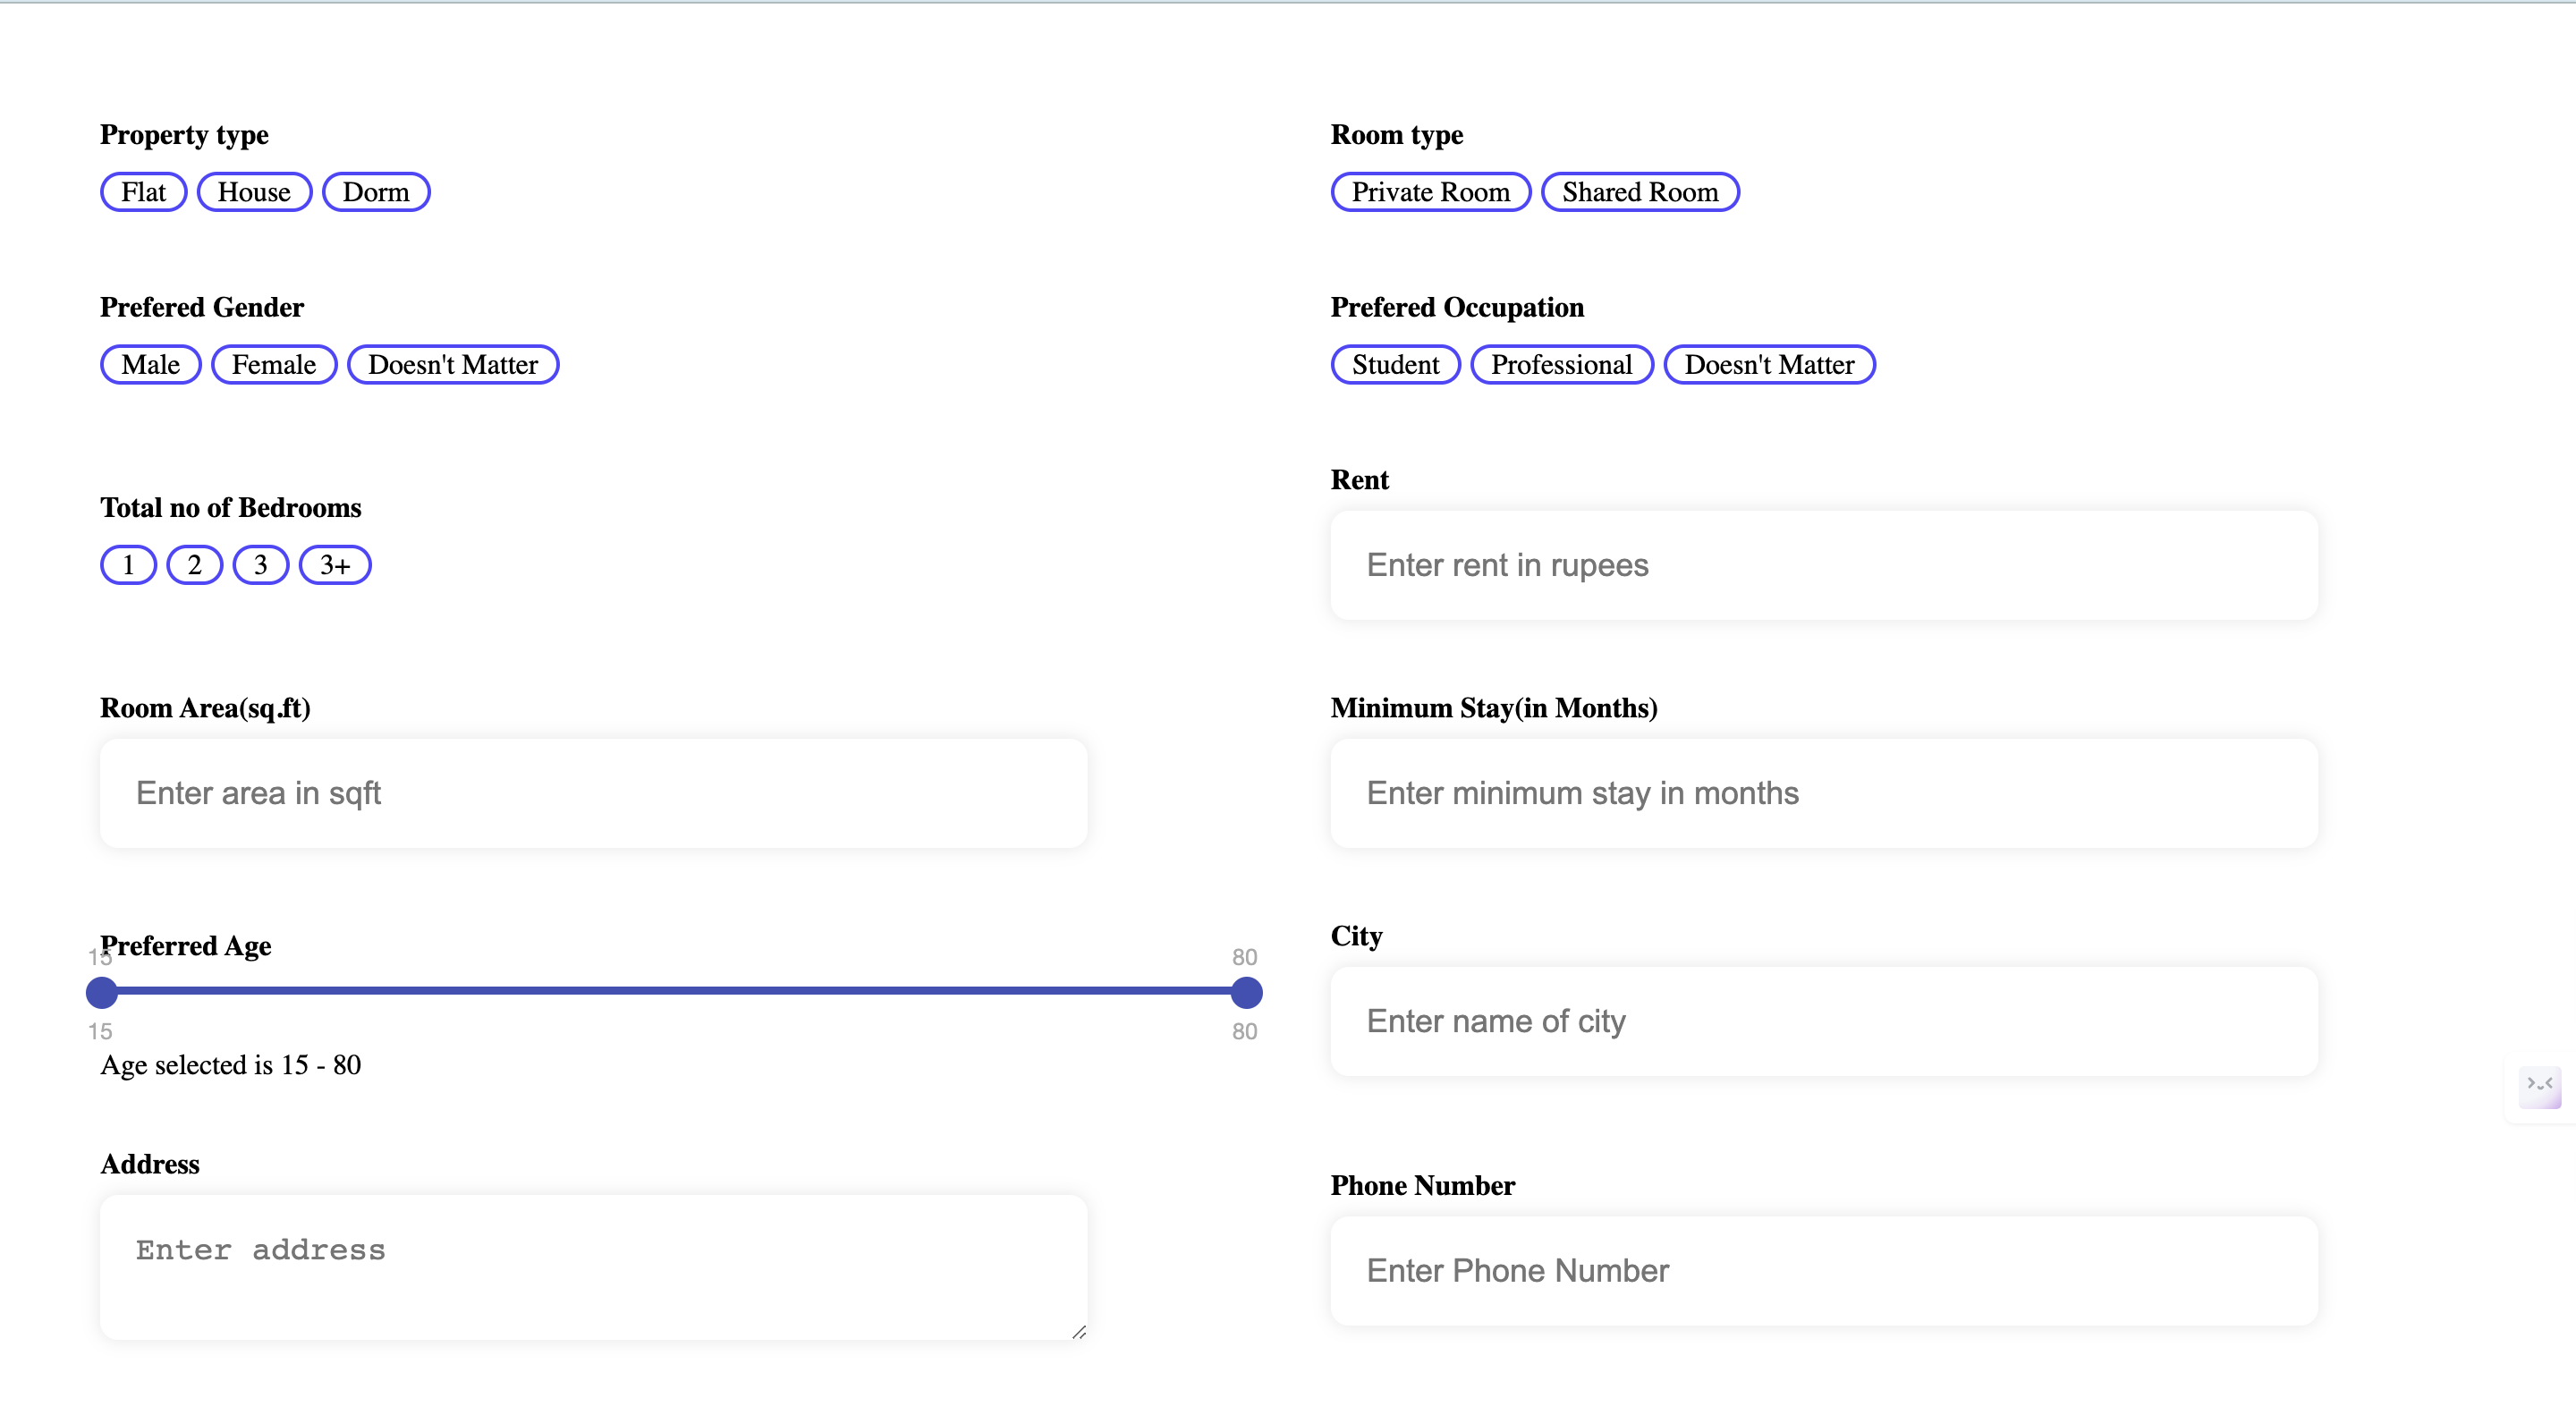 Property type
Flat House Dorm
Room type
Private Room Shared Room
Prefered Gender
Male Female Doesn't Matter
Prefered Occupation
Student Professional Doesn't Matter
Total no of Bedrooms
1 2 3 3+
Rent
Enter rent in rupees
Room Area(sq.ft)
Enter area in sqft
Minimum Stay(in Months)
Enter minimum stay in months
Preferred Age
15 80
15 80
Age selected is 15 - 80
City
Enter name of city
Address
Enter address
Phone Number
Enter Phone Number